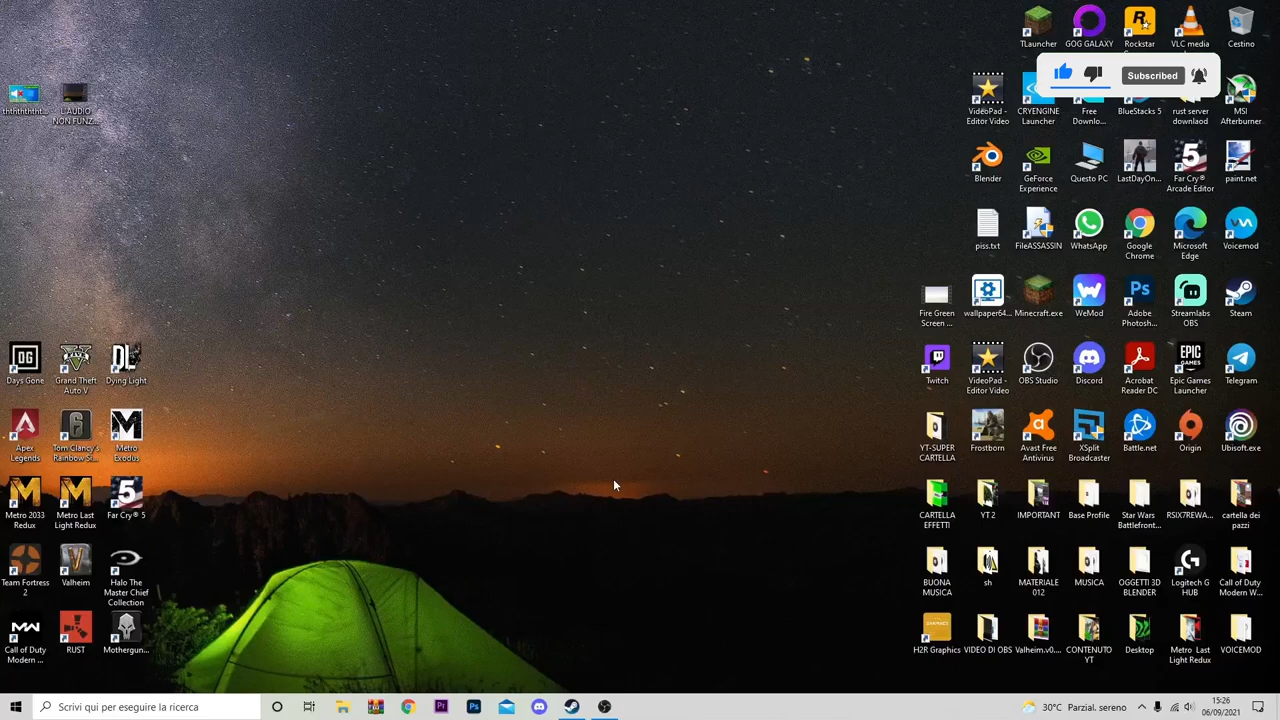 TLauncher
GOG GALAXY
Rockstar
VLC media
Cestino
Subscribed
thththththt...
L'AUDIO
NON FUNZ...
VideoPad -
Editor Video
CRYENGINE
Launcher
Free
Downlo...
BlueStacks 5
rust server
downlaod
MSI
Afterburner
Blender
GeForce
Experience
Questo PC
LastDayOn...
Far Cry®
Arcade Editor
paint.net
piss.txt
FileASSASSIN
WhatsApp
Google
Chrome
Microsoft
Edge
Voicemod
Fire Green
Screen ...
wallpaper64...
Minecraft.exe
WeMod
Adobe
Photosh...
Streamlabs
OBS
Steam
Days Gone
Grand Theft
Auto V
Dying Light
Twitch
VideoPad -
Editor Video
OBS Studio
Discord
Acrobat
Reader DC
Epic Games
Launcher
Telegram
Apex
Legends
Tom Clancy's
Rainbow Si...
Metro
Exodus
YT-SUPER
CARTELLA
Frostborn
Avast Free
Antivirus
XSplit
Broadcaster
Battle.net
Origin
Ubisoft.exe
Metro 2033
Redux
Metro Last
Light Redux
Far Cry 5
CARTELLA
EFFETTI
YT 2
IMPORTANT
Base Profile
Star Wars
Battlefront...
RSIX7REWA...
cartella dei
pazzi
Team Fortress
2
Valheim
Halo The
Master Chief
Collection
BUONA
MUSICA
sh
MATERIALE
012
MUSICA
OGGETTI 3D
BLENDER
Logitech G
HUB
Call of Duty
Modern W...
Call of Duty
Modern ...
RUST
Mothergun...
H2R Graphics
VIDEO DI OBS
Valheim.v0....
CONTENUTO
YT
Desktop
Metro Last
Light Redux
VOICEMOD
Scrivi qui per eseguire la ricerca
30°C Parzial. sereno
15:26
06/09/2021